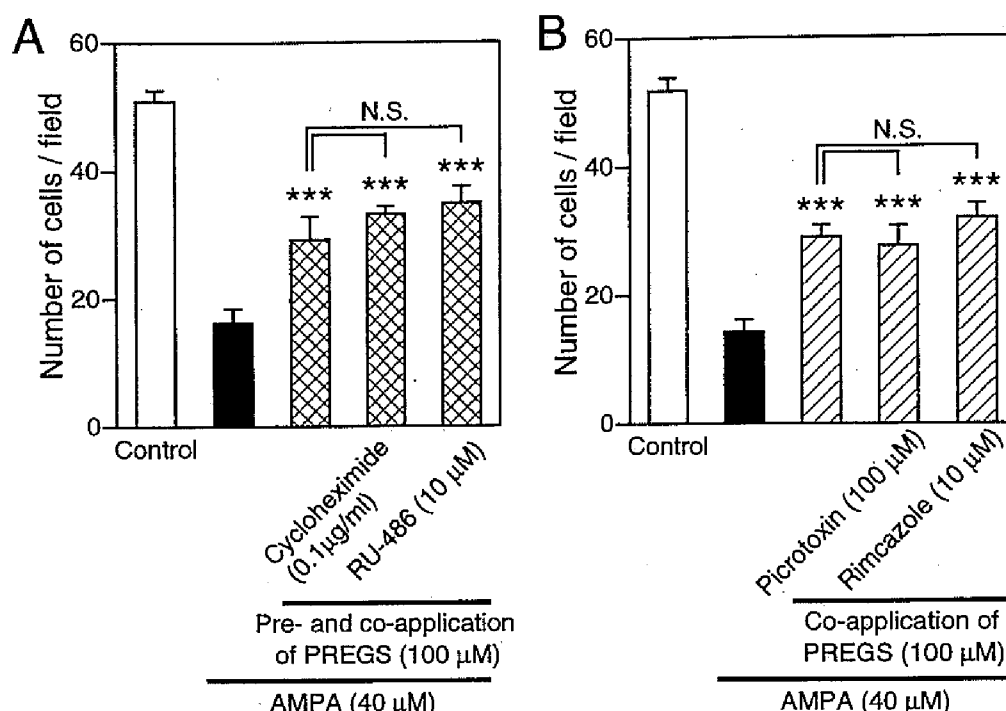 A
Number of cells / field
60
40
20
0
N.S.
*** *** ***
Control
Cycloheximide
(0.1μg/ml)
RU-486 (10 μM)
Pre- and co-application
of PREGS (100 μM)
AMPA (40 μM)
B
Number of cells / field
60
40
20
0
N.S.
*** *** ***
Control
Picrotoxin (100 μM)
Rimcazole (10 μM)
Co-application of
PREGS (100 μM)
AMPA (40 μM)